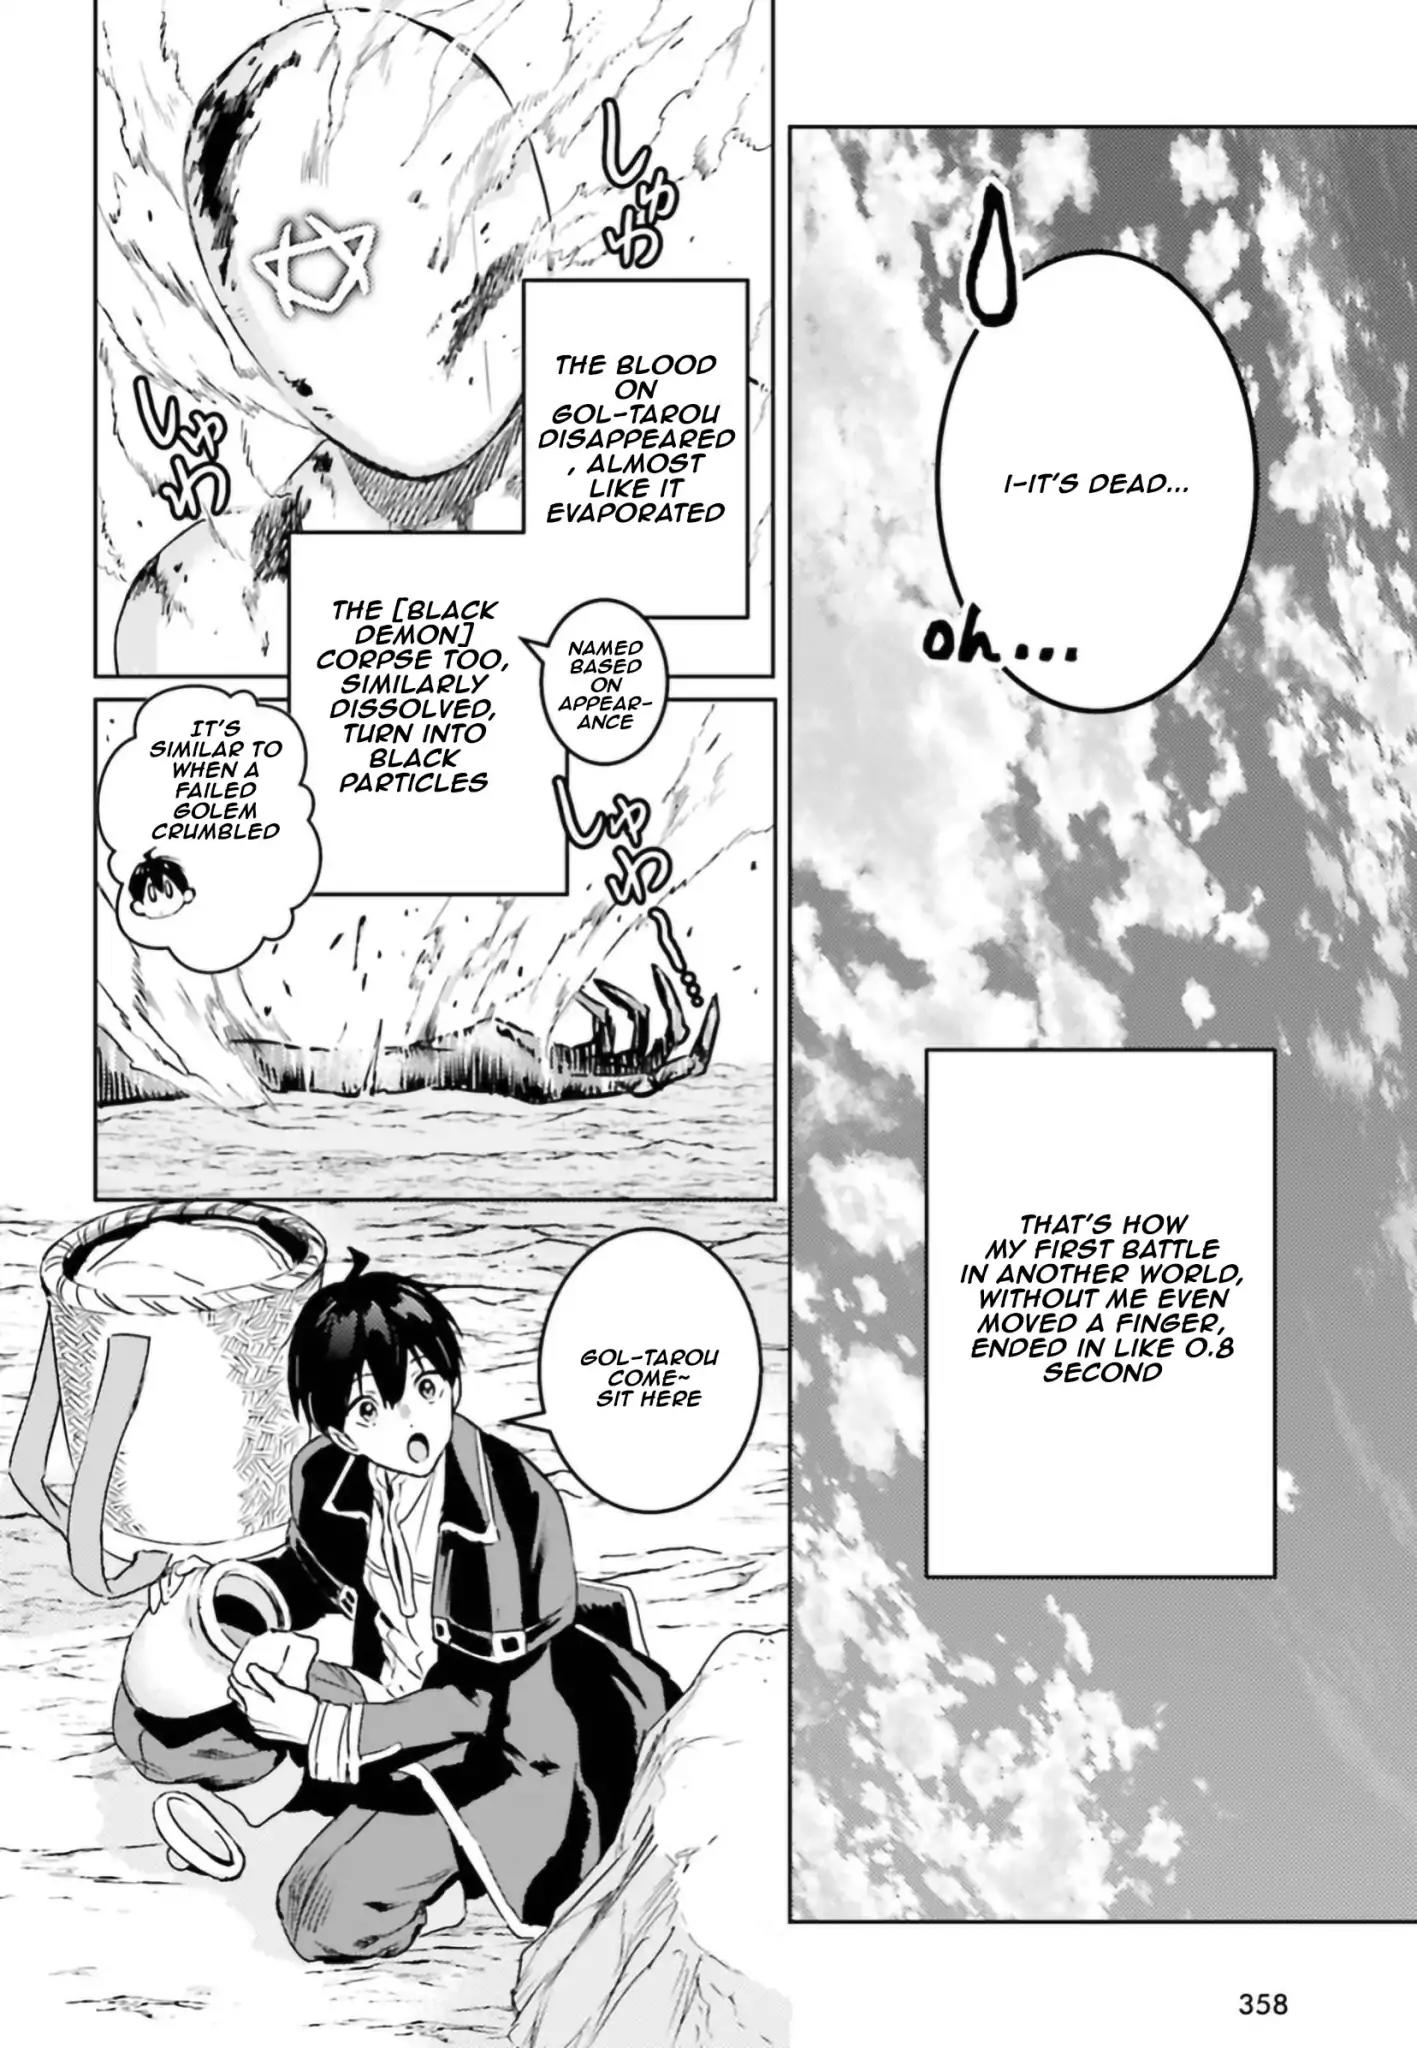 I-IT'S DEAD...
oh...
THAT'S HOW
MY FIRST BATTLE
IN ANOTHER WORLD,
WITHOUT ME EVEN
MOVED A FINGER,
ENDED IN LIKE 0.8
SECOND
しゅわ
THE BLOOD
ON
GOL-TAROU
DISAPPEARED
, ALMOST
LIKE IT
EVAPORATED
しゅわ
THE [BLACK
DEMON]
CORPSE TOO,
SIMILARLY
DISSOLVED,
TURN INTO
BLACK
PARTICLES
NAMED
BASED
ON
APPEAR-
ANCE
しゅわわ〜…
IT'S
SIMILAR TO
WHEN A
FAILED
GOLEM
CRUMBLED
GOL-TAROU
COME~
SIT HERE
358